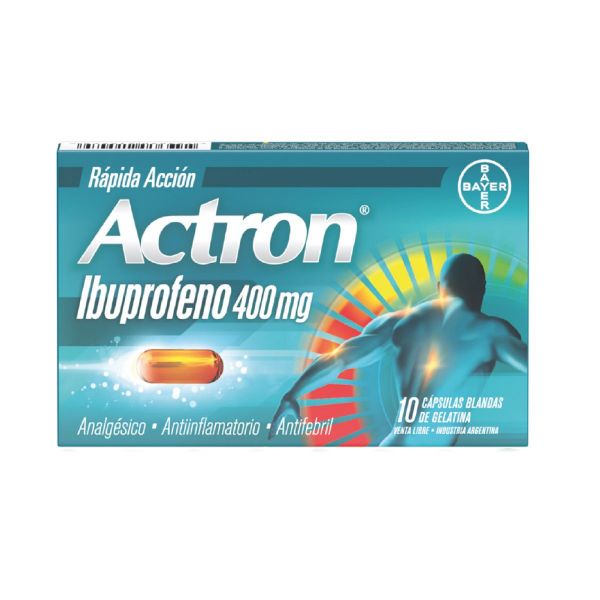 Rápida Acción
Actron®
Ibuprofeno 400 mg
Analgésico • Antiinflamatorio • Antifebril
BAYER
BAYER
10 CÁPSULAS BLANDAS
DE GELATINA
VENTA LIBRE • INDUSTRIA ARGENTINA